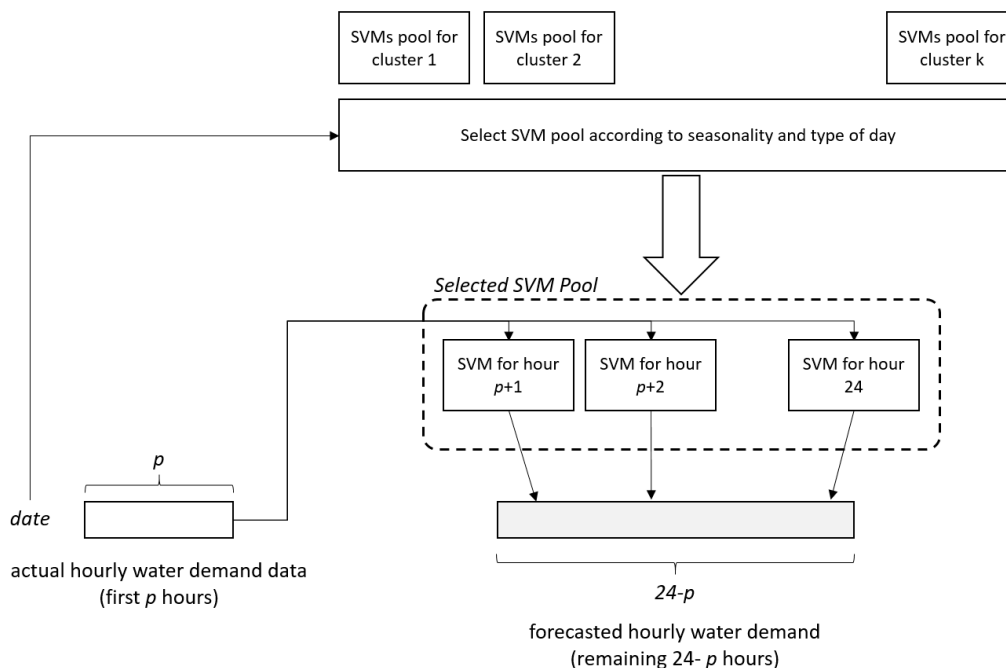 SVMs pool for
cluster 1
SVMs pool for
cluster 2
SVMs pool for
cluster k
Select SVM pool according to seasonality and type of day
Selected SVM Pool
SVM for hour
p+1
SVM for hour
p+2
SVM for hour
24
p
date
actual hourly water demand data
(first p hours)
24-p
forecasted hourly water demand
(remaining 24- p hours)